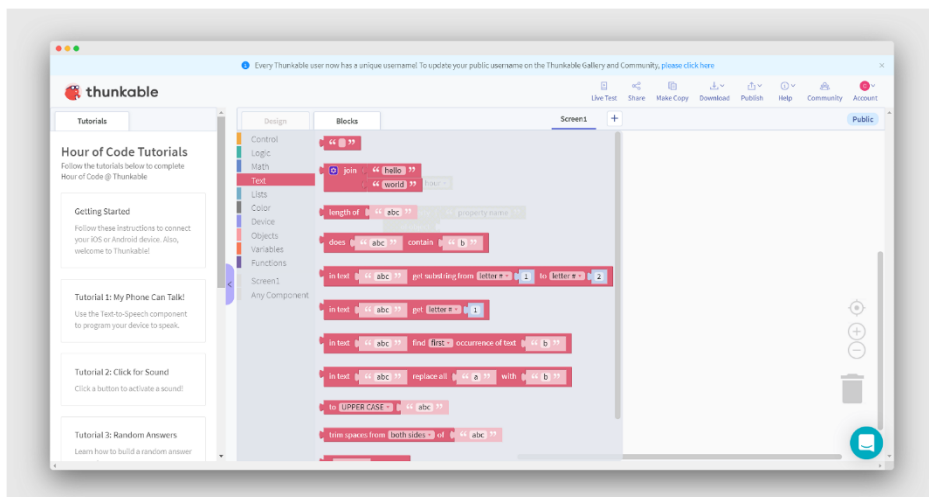 Every Thunkable user now has a unique username! To update your public username on the Thunkable Gallery and Community, please click here
thunkable
Live Test
Share
Make Copy
Download
Publish
Help
Community
Account
Tutorials
Design
Blocks
Screen1
+
Public
Hour of Code Tutorials
Follow the tutorials below to complete
Hour of Code @ Thunkable
Getting Started
Follow these instructions to connect
your iOS or Android device. Also,
welcome to Thunkable!
Tutorial 1: My Phone Can Talk!
Use the Text-to-Speech component
to program your device to speak.
Tutorial 2: Click for Sound
Click a button to activate a sound!
Tutorial 3: Random Answers
Learn how to build a random answer
Control
Logic
Math
Text
Lists
Color
Device
Objects
Variables
Functions
Screen1
Any Component
“ ”
join “ hello ”
“ world ”
hour
length of “ abc ”
property name
does “ abc ” contain “ b ”
in text “ abc ” get substring from letter # 1 to letter # 2
in text “ abc ” get letter # 1
in text “ abc ” find first occurrence of text “ b ”
in text “ abc ” replace all “ a ” with “ b ”
to UPPER CASE “ abc ”
trim spaces from both sides of “ abc ”